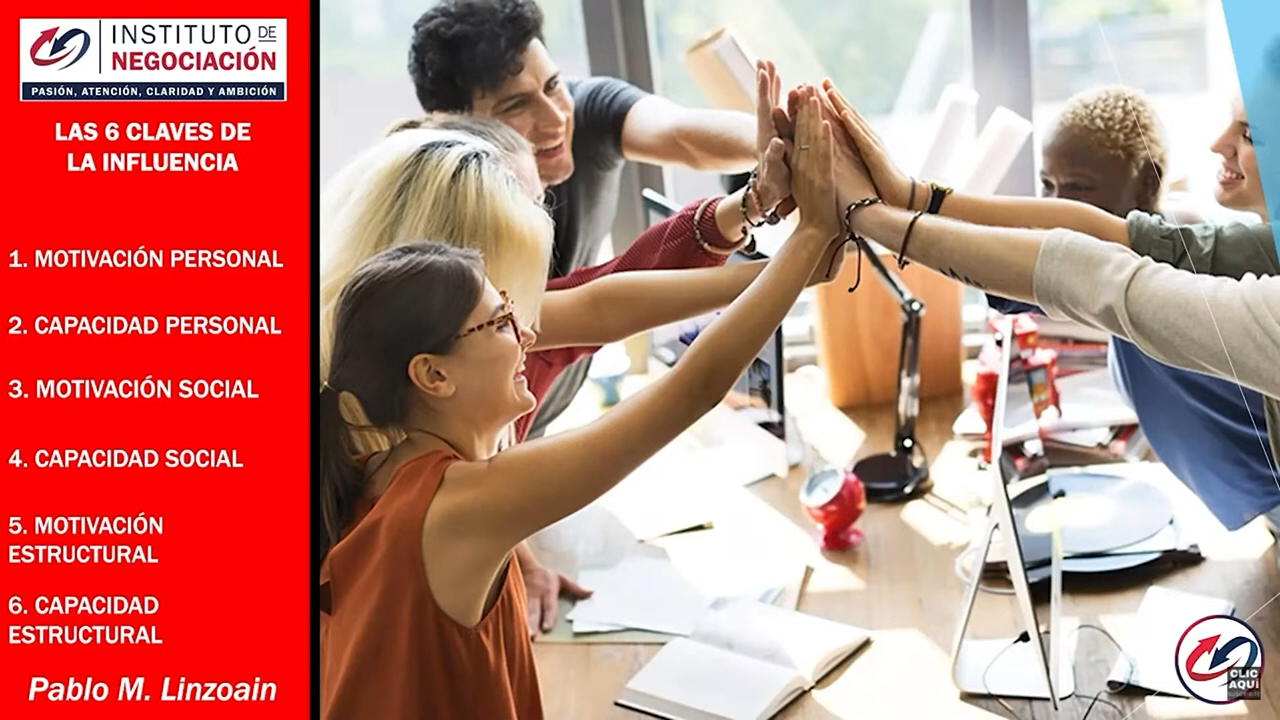 INSTITUTO DE
NEGOCIACIÓN
PASIÓN, ATENCIÓN, CLARIDAD Y AMBICIÓN
LAS 6 CLAVES DE
LA INFLUENCIA
1. MOTIVACIÓN PERSONAL
2. CAPACIDAD PERSONAL
3. MOTIVACIÓN SOCIAL
4. CAPACIDAD SOCIAL
5. MOTIVACIÓN
ESTRUCTURAL
6. CAPACIDAD
ESTRUCTURAL
Pablo M. Linzoain
CLIC
AQUÍ